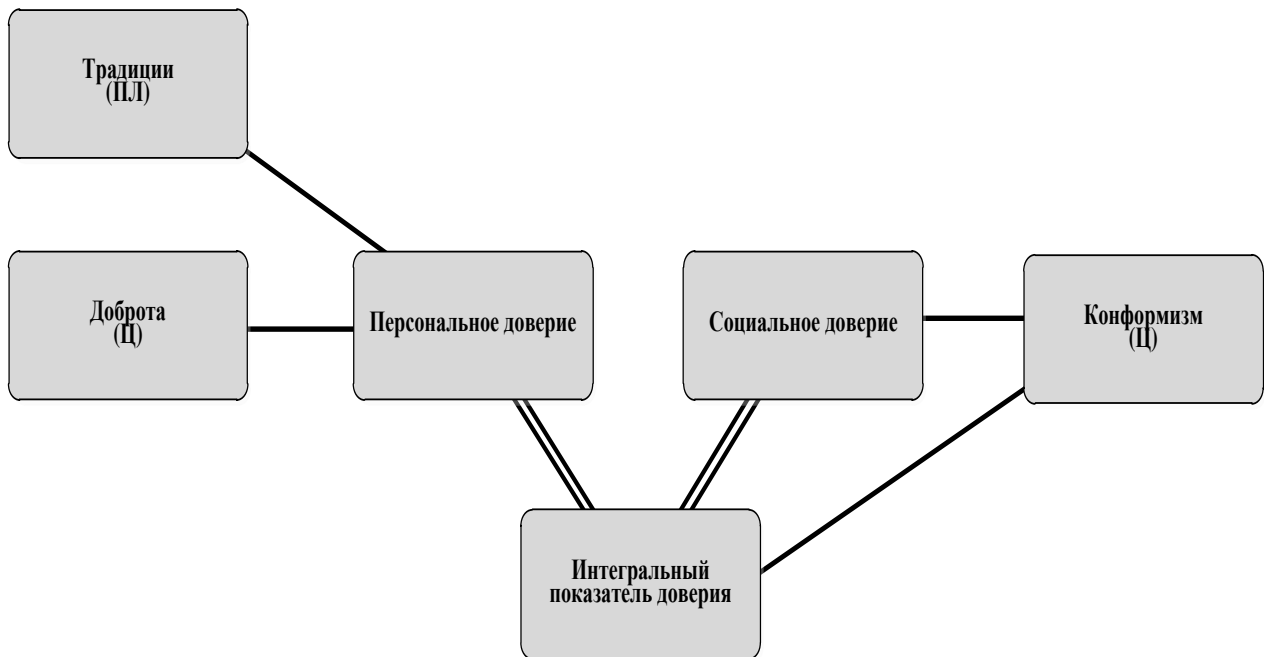 Традиции
(ПЛ)
Доброта
(Ц)
Персональное доверие
Социальное доверие
Конформизм
(Ц)
Интегральный
показатель доверия